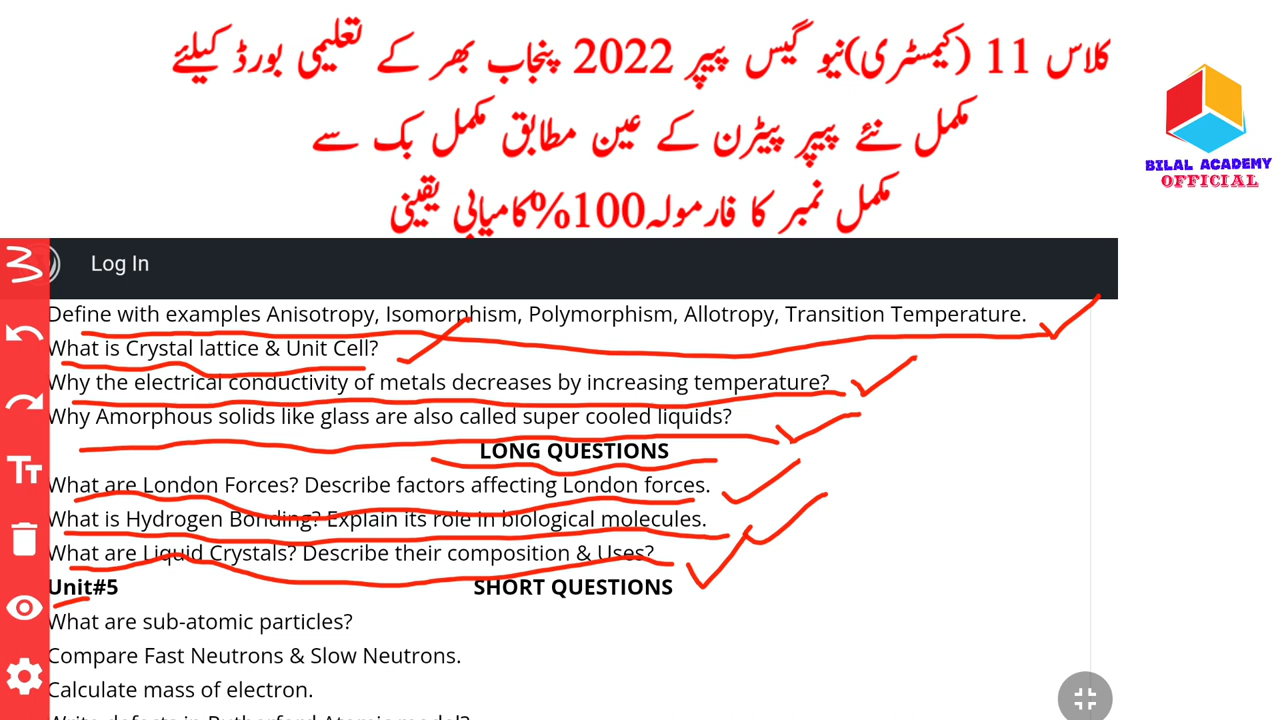 کلاس 11 (کیمسٹری)نیو گیس پیپر 2022 پنجاب بھر کے تعلیمی بورڈ کیلئے
مکمل نئے پیپر پیٹرن کے عین مطابق مکمل بک سے
مکمل نمبر کا فارمولہ100%کامیابی یقینی
BILAL ACADEMY
OFFICIAL
Log In
Define with examples Anisotropy, Isomorphism, Polymorphism, Allotropy, Transition Temperature.
What is Crystal lattice & Unit Cell?
Why the electrical conductivity of metals decreases by increasing temperature?
Why Amorphous solids like glass are also called super cooled liquids?
LONG QUESTIONS
What are London Forces? Describe factors affecting London forces.
What is Hydrogen Bonding? Explain its role in biological molecules.
What are Liquid Crystals? Describe their composition & Uses?
Unit#5 SHORT QUESTIONS
What are sub-atomic particles?
Compare Fast Neutrons & Slow Neutrons.
Calculate mass of electron.
Write defects in Rutherford Atomic model?